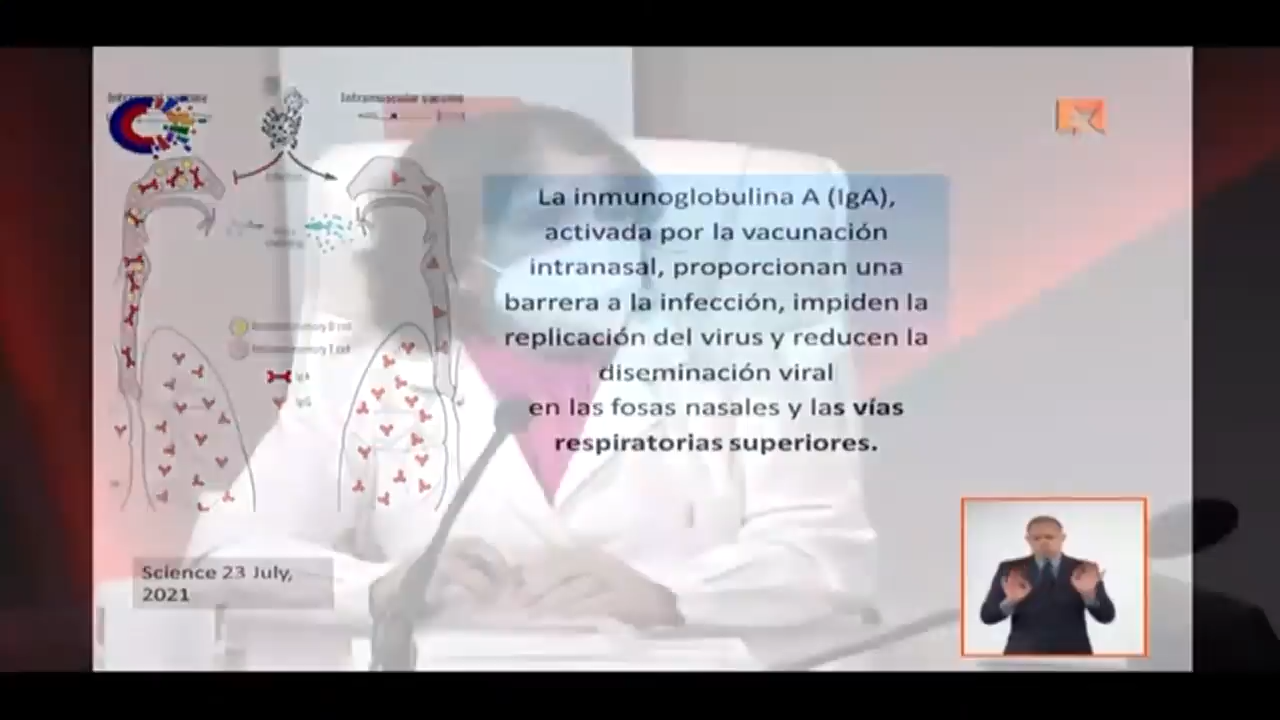 Intramuscular vaccine
La inmunoglobulina A (IgA),
activada por la vacunación
intranasal, proporcionan una
barrera a la infección, impiden la
replicación del virus y reducen la
diseminación viral
en las fosas nasales y las vías
respiratorias superiores.
IgA
IgG
Science 23 July,
2021